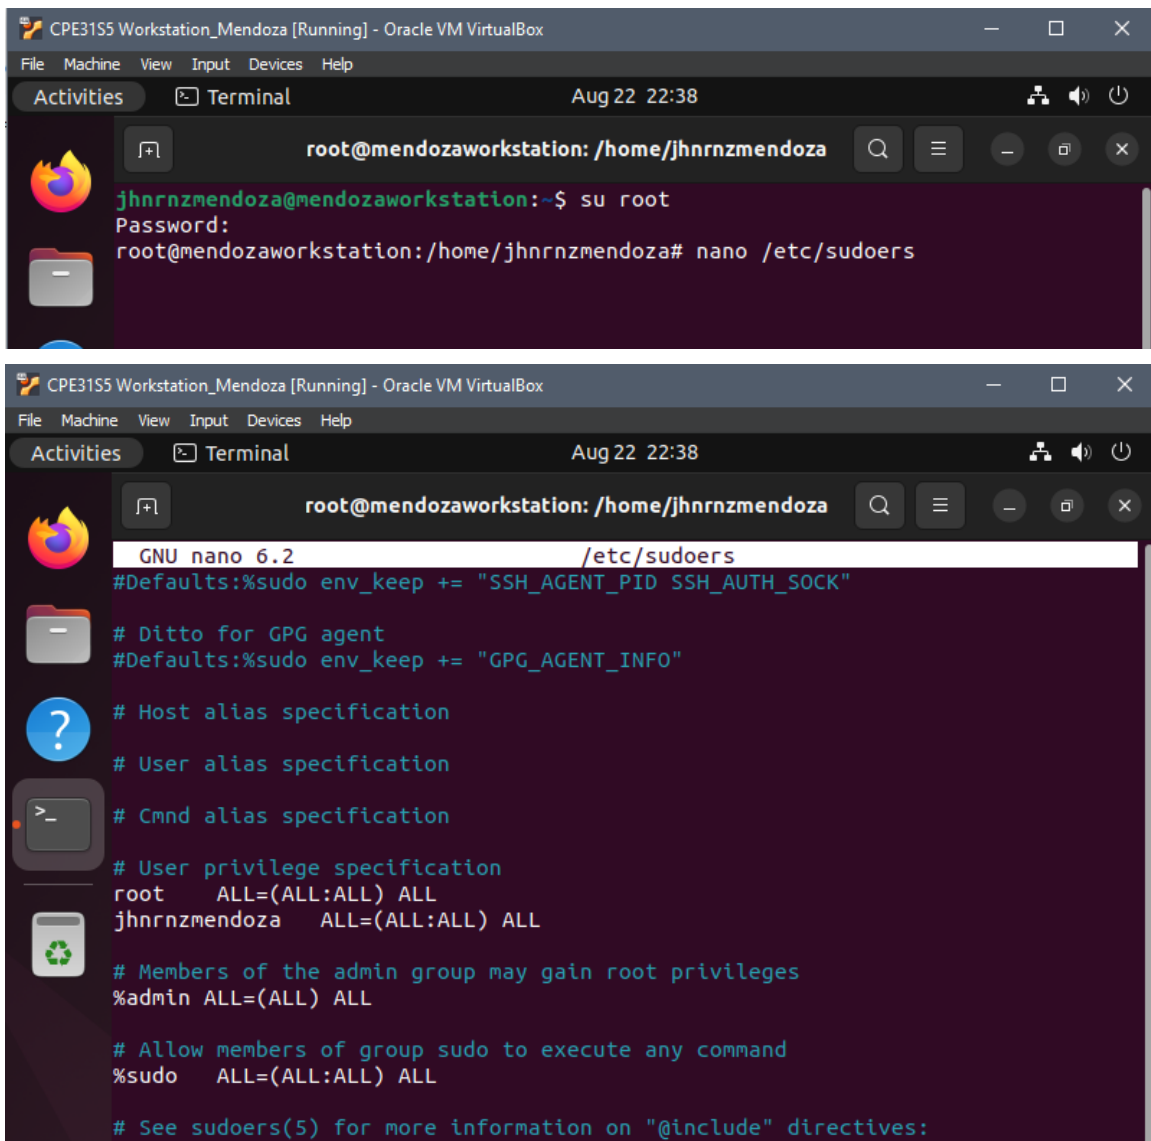 CPE31S5 Workstation_Mendoza [Running] - Oracle VM VirtualBox
File Machine View Input Devices Help
Activities Terminal Aug 22 22:38
root@mendozaworkstation: /home/jhnrnzmendoza
jhnrnzmendoza@mendozaworkstation:~$ su root
Password:
root@mendozaworkstation:/home/jhnrnzmendoza# nano /etc/sudoers
CPE31S5 Workstation_Mendoza [Running] - Oracle VM VirtualBox
File Machine View Input Devices Help
Activities Terminal Aug 22 22:38
root@mendozaworkstation: /home/jhnrnzmendoza
GNU nano 6.2 /etc/sudoers
#Defaults:%sudo env_keep += "SSH_AGENT_PID SSH_AUTH_SOCK"
# Ditto for GPG agent
#Defaults:%sudo env_keep += "GPG_AGENT_INFO"
# Host alias specification
# User alias specification
# Cmnd alias specification
# User privilege specification
root ALL=(ALL:ALL) ALL
jhnrnzmendoza ALL=(ALL:ALL) ALL
# Members of the admin group may gain root privileges
%admin ALL=(ALL) ALL
# Allow members of group sudo to execute any command
%sudo ALL=(ALL:ALL) ALL
# See sudoers(5) for more information on "@include" directives: